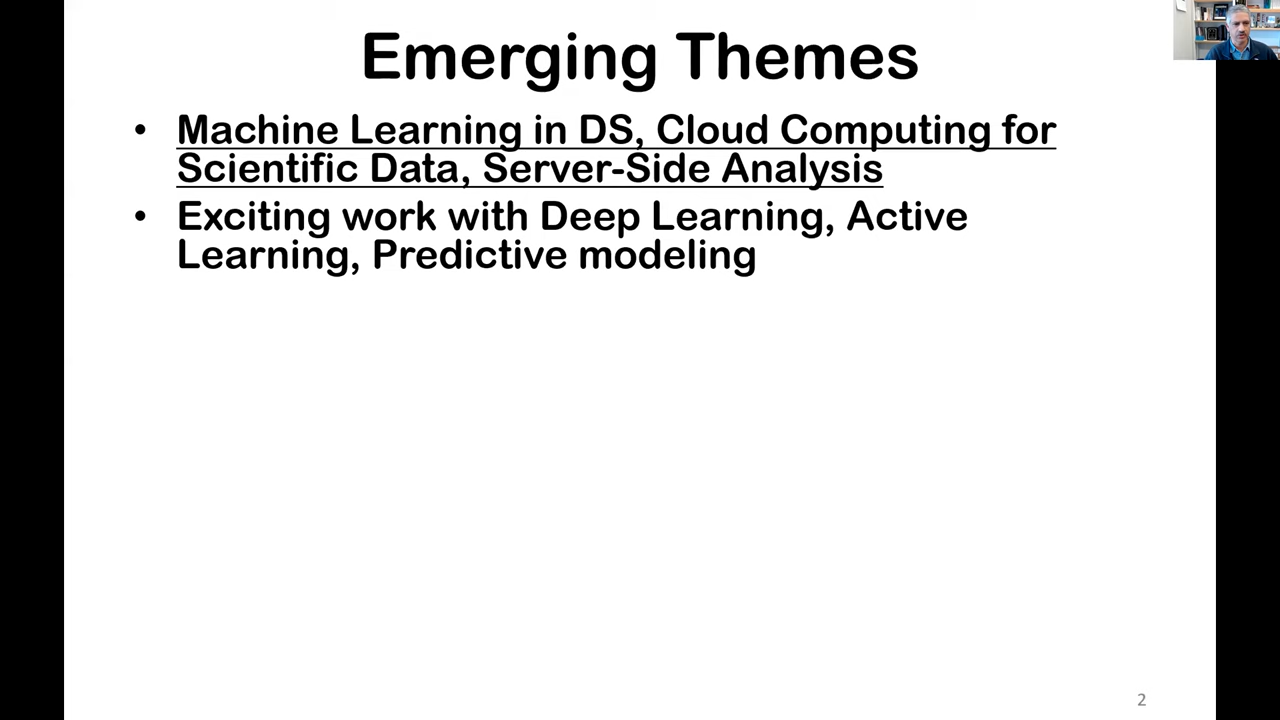 Emerging Themes
• Machine Learning in DS, Cloud Computing for
Scientific Data, Server-Side Analysis
• Exciting work with Deep Learning, Active
Learning, Predictive modeling
2